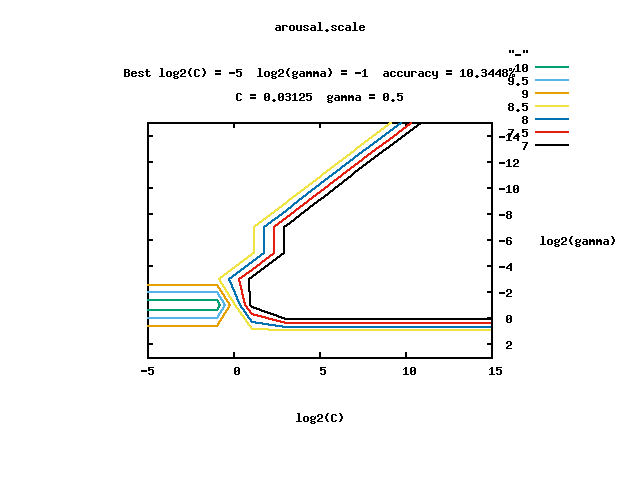 arousal.scale
"-"
Best log2(C) = -5  log2(gamma) = -1  accuracy = 10.3448%
C = 0.03125  gamma = 0.5
10
9.5
9
8.5
8
7.5
7
-14
-12
-10
-8
-6
-4
-2
0
2
log2(gamma)
-5 0 5 10 15
log2(C)